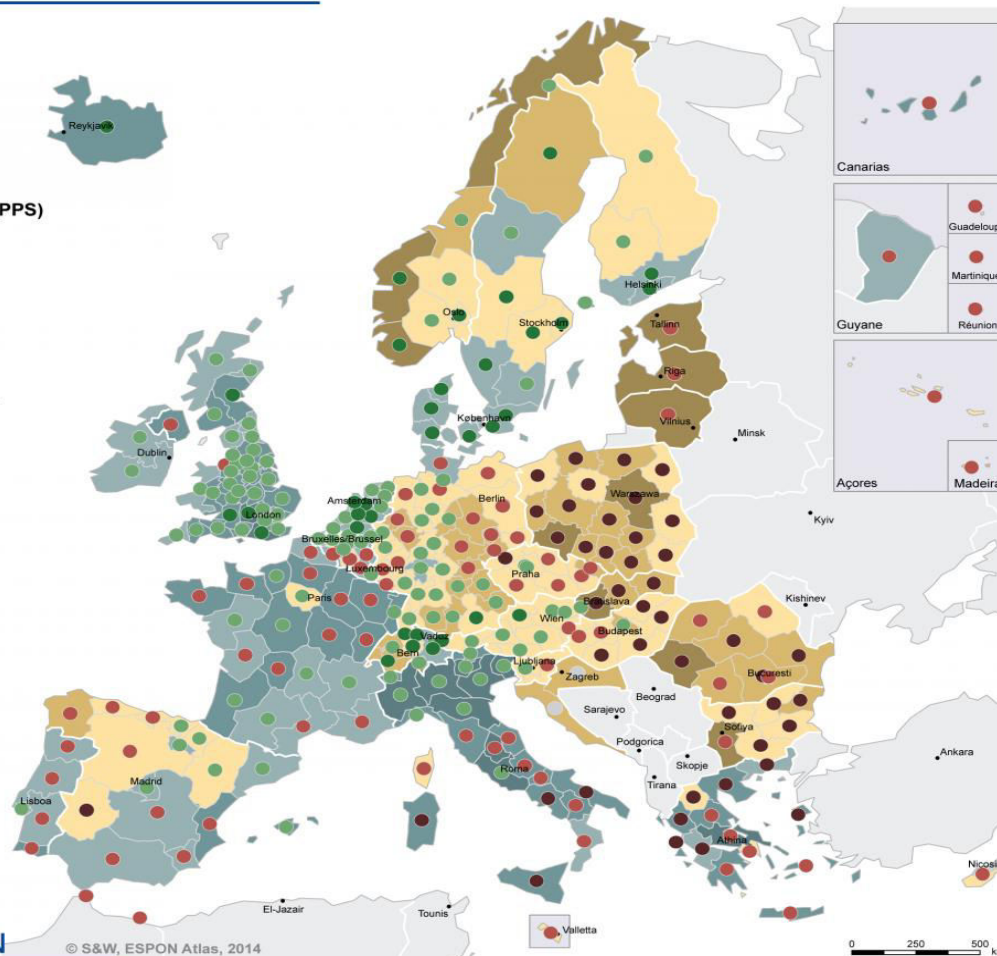 Reykjavik
PPS)
Canarias
Guadeloup
Martinique
Réunion
Guyane
Açores
Madeira
Helsinki
Oslo
Stockholm
Tallinn
Riga
Vilnius
Minsk
København
Dublin
London
Amsterdam
Berlin
Warszawa
Kyiv
Bruxelles/Brussel
Luxembourg
Praha
Paris
Bratislava
Kishinev
Wien
Budapest
Vaduz
Bern
Ljubljana
Zagreb
Bucuresti
Beograd
Sarajevo
Sofiya
Podgorica
Skopje
Ankara
Roma
Madrid
Tirana
Lisboa
Athina
Nicosi
El-Jazair
Tounis
Valletta
N
© S&W, ESPON Atlas, 2014
0 250 500 k